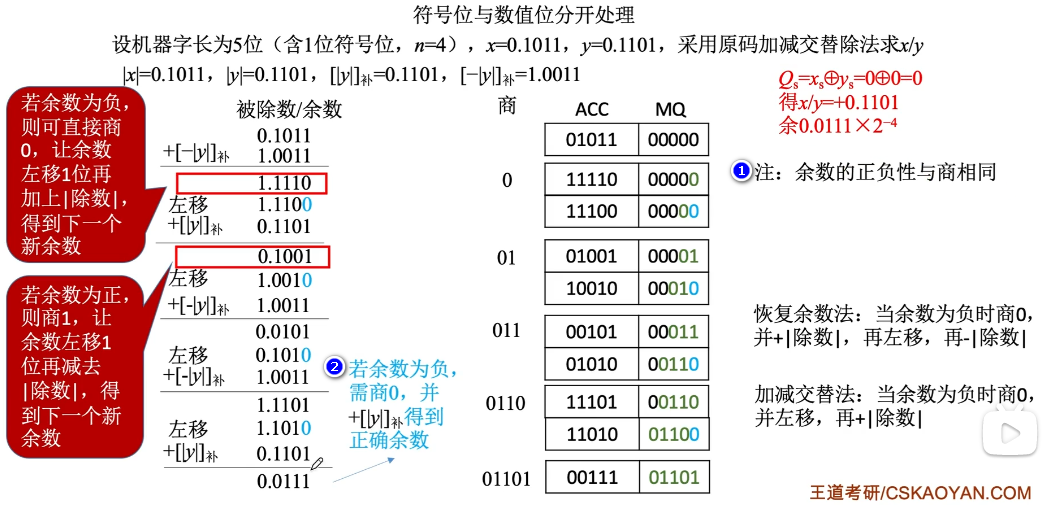 符号位与数值位分开处理
设机器字长为5位（含1位符号位，n=4），x=0.1011，y=0.1101，采用原码加减交替除法求x/y
|x|=0.1011，|y|=0.1101，[|y|]补=0.1101，[−|y|]补=1.0011
Qs=xs⊕ys=0⊕0=0
得x/y=+0.1101
余0.0111×2⁻⁴
若余数为负，
则可直接商
0，让余数
左移1位再
加上|除数|，
得到下一个
新余数
若余数为正，
则商1，让
余数左移1
位再减去
|除数|，得
到下一个新
余数
被除数/余数
0.1011
+[−|y|]补 1.0011
1.1110
左移 1.1100
+[|y|]补 0.1101
0.1001
左移 1.0010
+[-|y|]补 1.0011
0.0101
左移 0.1010
+[-|y|]补 1.0011
1.1101
左移 1.1010
+[|y|]补 0.1101
0.0111
2
若余数为负，
需商0，并
+[|y|]补得到
正确余数
商 ACC MQ
01011 00000
0 11110 00000
11100 00000
01 01001 00001
10010 00010
011 00101 00011
01010 00110
0110 11101 00110
11010 01100
01101 00111 01101
1 注：余数的正负性与商相同
恢复余数法：当余数为负时商0，
并+|除数|，再左移，再-|除数|
加减交替法：当余数为负时商0，
并左移，再+|除数|
王道考研/CSKAOYAN.COM